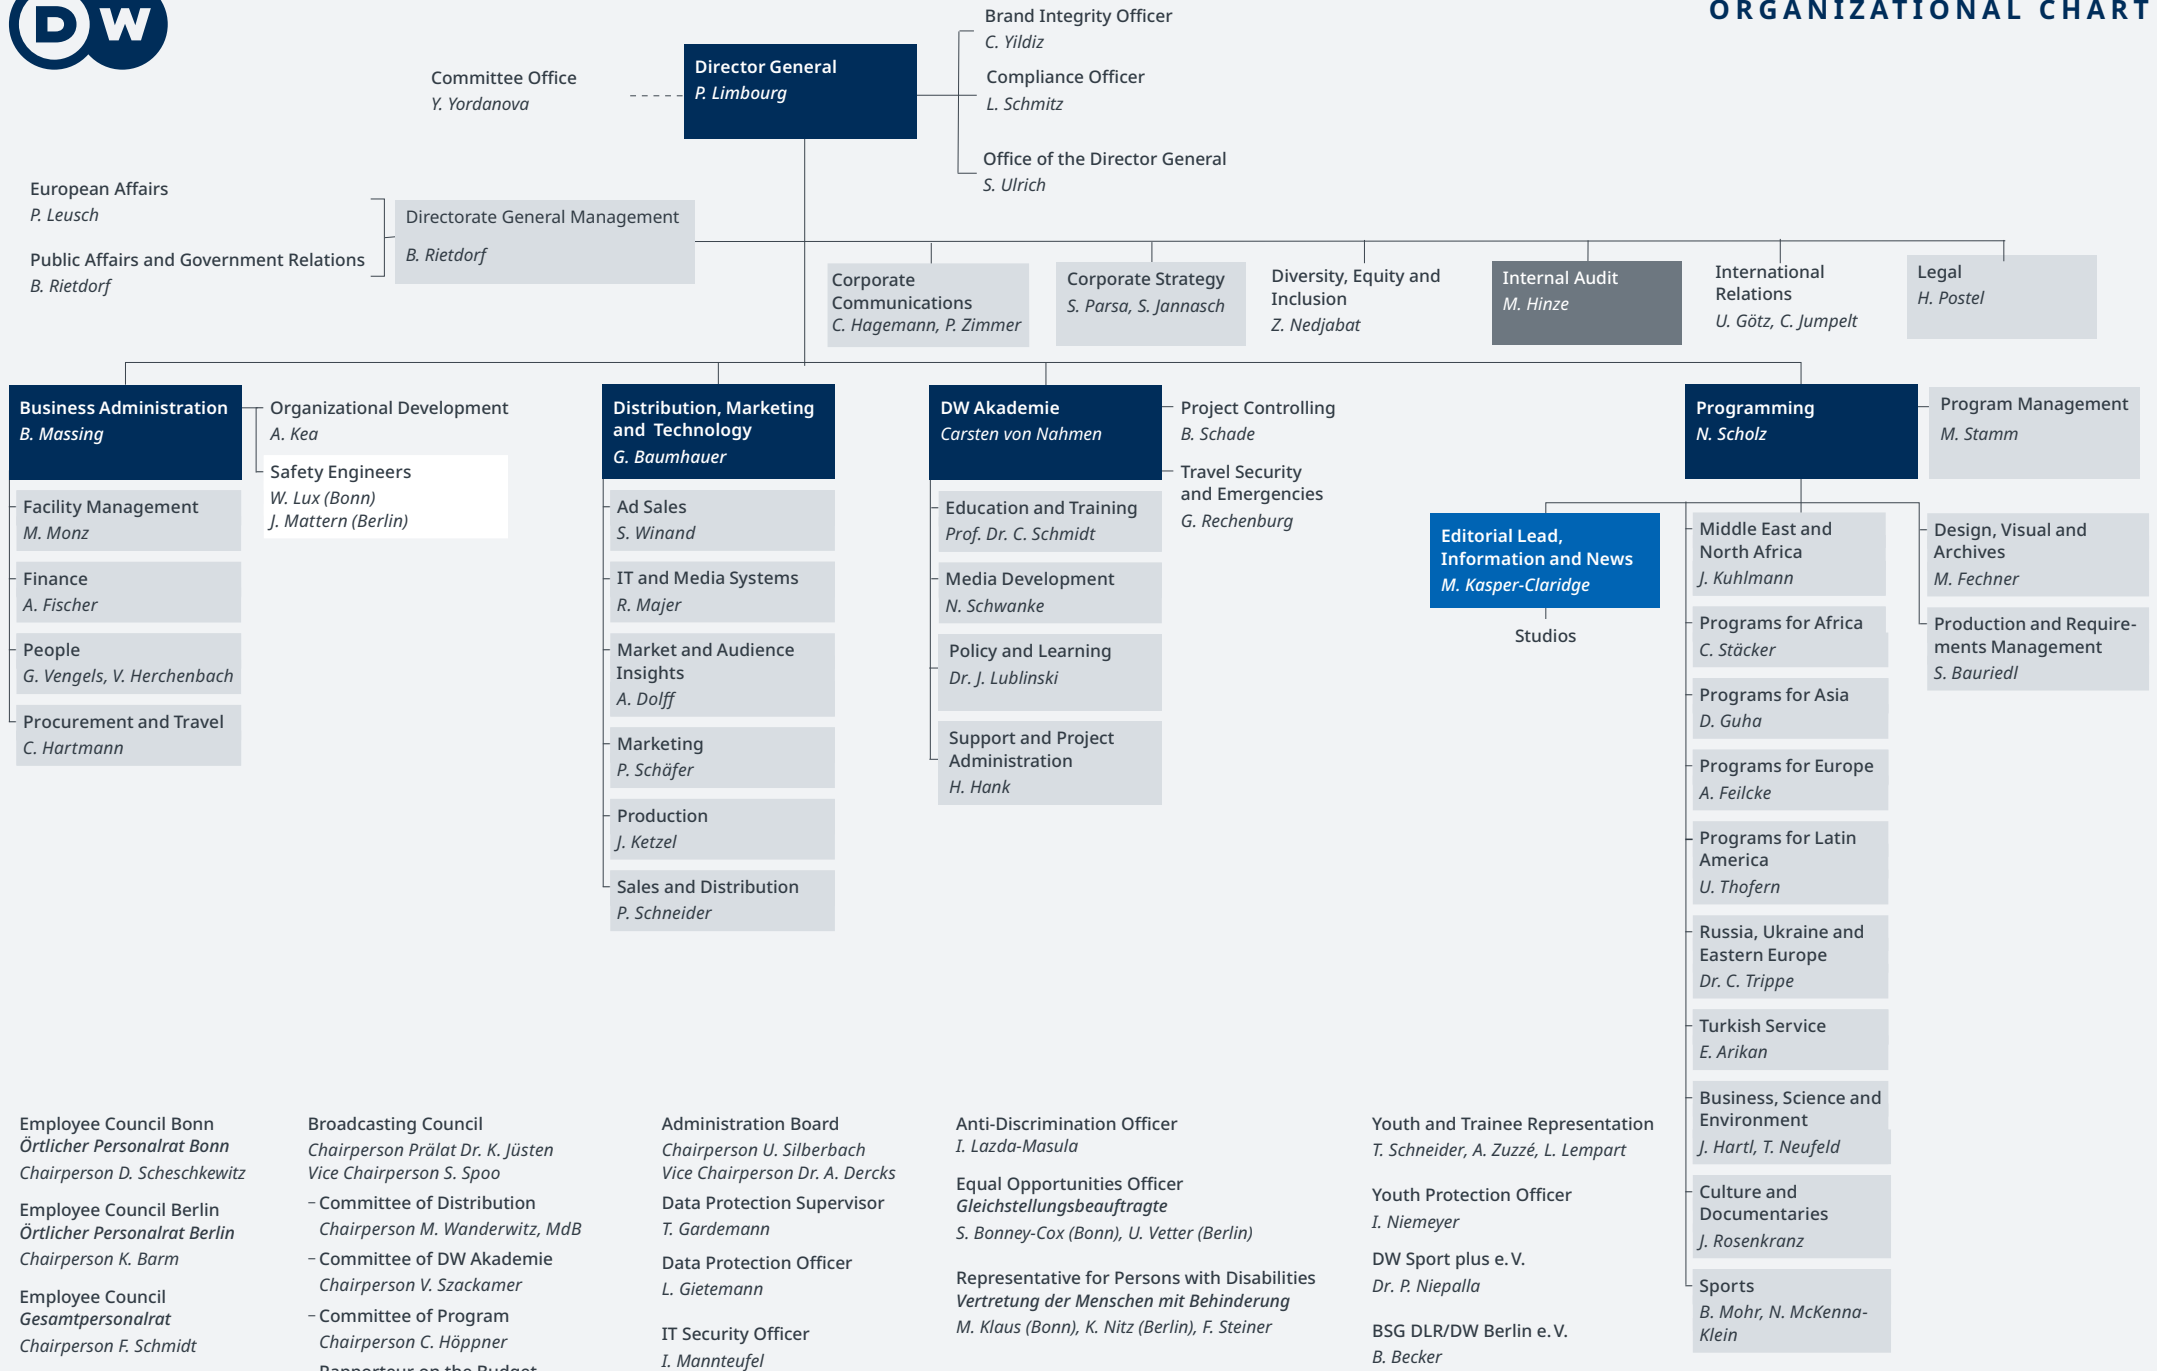 DW
ORGANIZATIONAL CHART
Brand Integrity Officer
C. Yildiz
Director General
P. Limbourg
Committee Office
Y. Yordanova
Compliance Officer
L. Schmitz
Office of the Director General
S. Ulrich
European Affairs
P. Leusch
Public Affairs and Government Relations
B. Rietdorf
Directorate General Management
B. Rietdorf
Corporate
Communications
C. Hagemann, P. Zimmer
Corporate Strategy
S. Parsa, S. Jannasch
Diversity, Equity and
Inclusion
Z. Nedjabat
Internal Audit
M. Hinze
International
Relations
U. Götz, C. Jumpelt
Legal
H. Postel
Business Administration
B. Massing
Organizational Development
A. Kea
Safety Engineers
W. Lux (Bonn)
J. Mattern (Berlin)
Facility Management
M. Monz
Finance
A. Fischer
People
G. Vengels, V. Herchenbach
Procurement and Travel
C. Hartmann
Distribution, Marketing
and Technology
G. Baumhauer
Ad Sales
S. Winand
IT and Media Systems
R. Majer
Market and Audience
Insights
A. Dolff
Marketing
P. Schäfer
Production
J. Ketzel
Sales and Distribution
P. Schneider
DW Akademie
Carsten von Nahmen
Project Controlling
B. Schade
Travel Security
and Emergencies
G. Rechenburg
Education and Training
Prof. Dr. C. Schmidt
Media Development
N. Schwanke
Policy and Learning
Dr. J. Lublinski
Support and Project
Administration
H. Hank
Programming
N. Scholz
Program Management
M. Stamm
Editorial Lead,
Information and News
M. Kasper-Claridge
Studios
Middle East and
North Africa
J. Kuhlmann
Programs for Africa
C. Stäcker
Programs for Asia
D. Guha
Programs for Europe
A. Feilcke
Programs for Latin
America
U. Thofern
Russia, Ukraine and
Eastern Europe
Dr. C. Trippe
Turkish Service
E. Arikan
Business, Science and
Environment
J. Hartl, T. Neufeld
Culture and
Documentaries
J. Rosenkranz
Sports
B. Mohr, N. McKenna-
Klein
Design, Visual and
Archives
M. Fechner
Production and Require-
ments Management
S. Bauriedl
Employee Council Bonn
Örtlicher Personalrat Bonn
Chairperson D. Scheschkewitz
Employee Council Berlin
Örtlicher Personalrat Berlin
Chairperson K. Barm
Employee Council
Gesamtpersonalrat
Chairperson F. Schmidt
Broadcasting Council
Chairperson Prälat Dr. K. Jüsten
Vice Chairperson S. Spoo
– Committee of Distribution
Chairperson M. Wanderwitz, MdB
– Committee of DW Akademie
Chairperson V. Szackamer
– Committee of Program
Chairperson C. Höppner
Rapporteur on the Budget
Administration Board
Chairperson U. Silberbach
Vice Chairperson Dr. A. Dercks
Data Protection Supervisor
T. Gardemann
Data Protection Officer
L. Gietemann
IT Security Officer
I. Mannteufel
Anti-Discrimination Officer
I. Lazda-Masula
Equal Opportunities Officer
Gleichstellungsbeauftragte
S. Bonney-Cox (Bonn), U. Vetter (Berlin)
Representative for Persons with Disabilities
Vertretung der Menschen mit Behinderung
M. Klaus (Bonn), K. Nitz (Berlin), F. Steiner
Youth and Trainee Representation
T. Schneider, A. Zuzzé, L. Lempart
Youth Protection Officer
I. Niemeyer
DW Sport plus e. V.
Dr. P. Niepalla
BSG DLR/DW Berlin e. V.
B. Becker